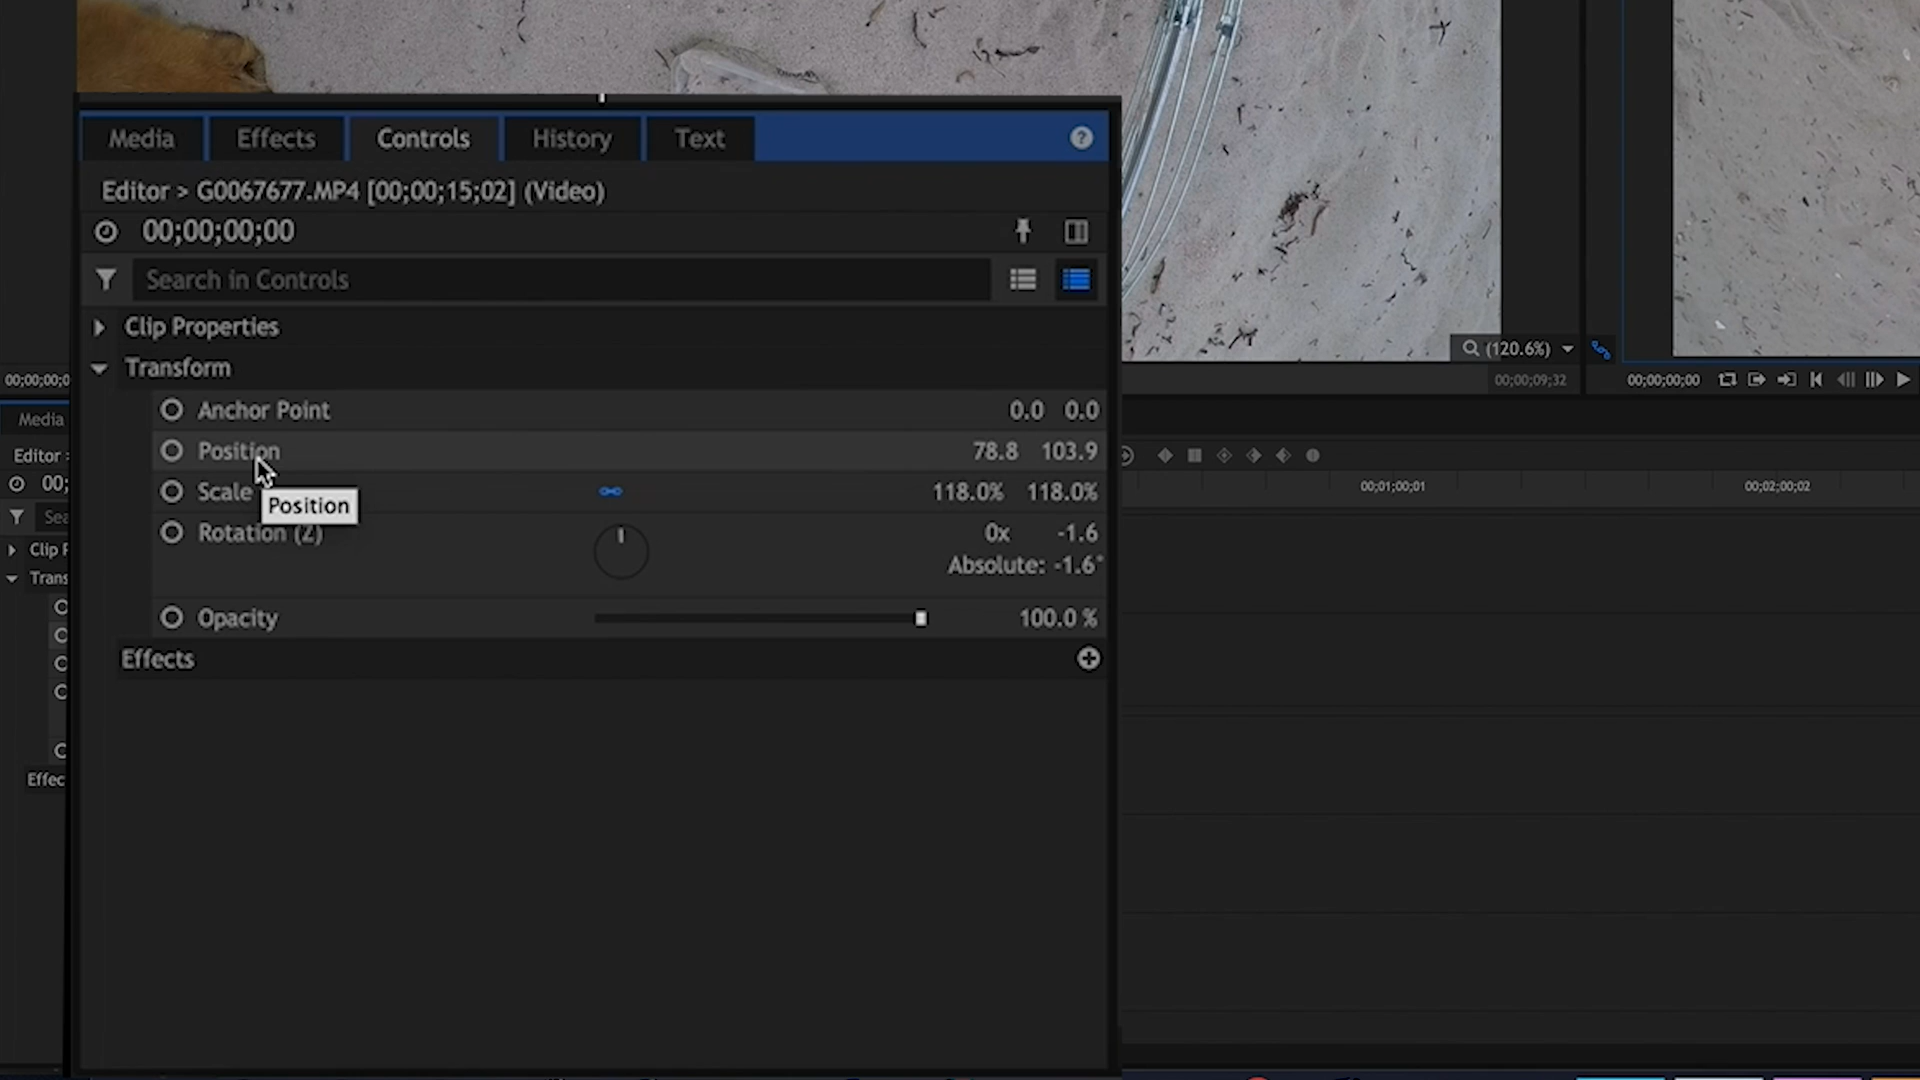 Media Effects Controls History Text ?
Editor > G0067677.MP4 [00;00;15;02] (Video)
00;00;00;00
Search in Controls
Clip Properties
Transform
Anchor Point 0.0 0.0
Position 78.8 103.9
Scale 118.0% 118.0%
Position
Rotation (Z) 0x -1.6
Absolute: -1.6°
Opacity 100.0 %
Effects
(120.6%)
00;00;09;32
00;00;00;00
00;01;00;01
00;02;00;02
00;00;00;0
Media
Editor
00;
Sea
Clip P
Trans
Effec